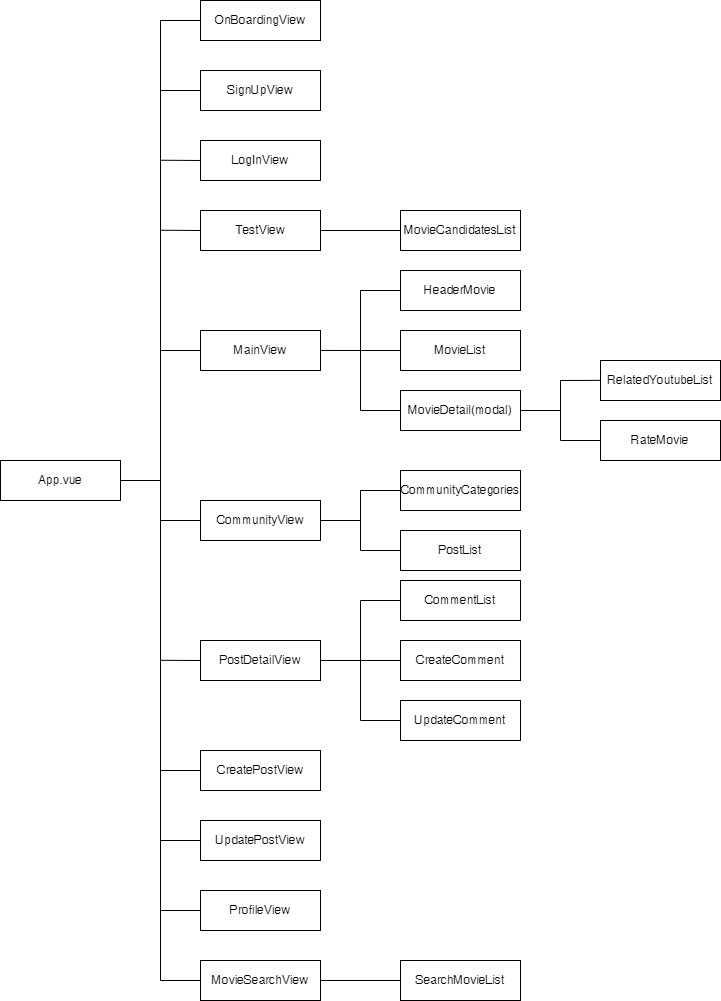 OnBoardingView
SignUpView
LogInView
TestView
MovieCandidatesList
HeaderMovie
MainView
MovieList
MovieDetail(modal)
RelatedYoutubeList
RateMovie
App.vue
CommunityCategories
CommunityView
PostList
CommentList
PostDetailView
CreateComment
UpdateComment
CreatePostView
UpdatePostView
ProfileView
MovieSearchView
SearchMovieList